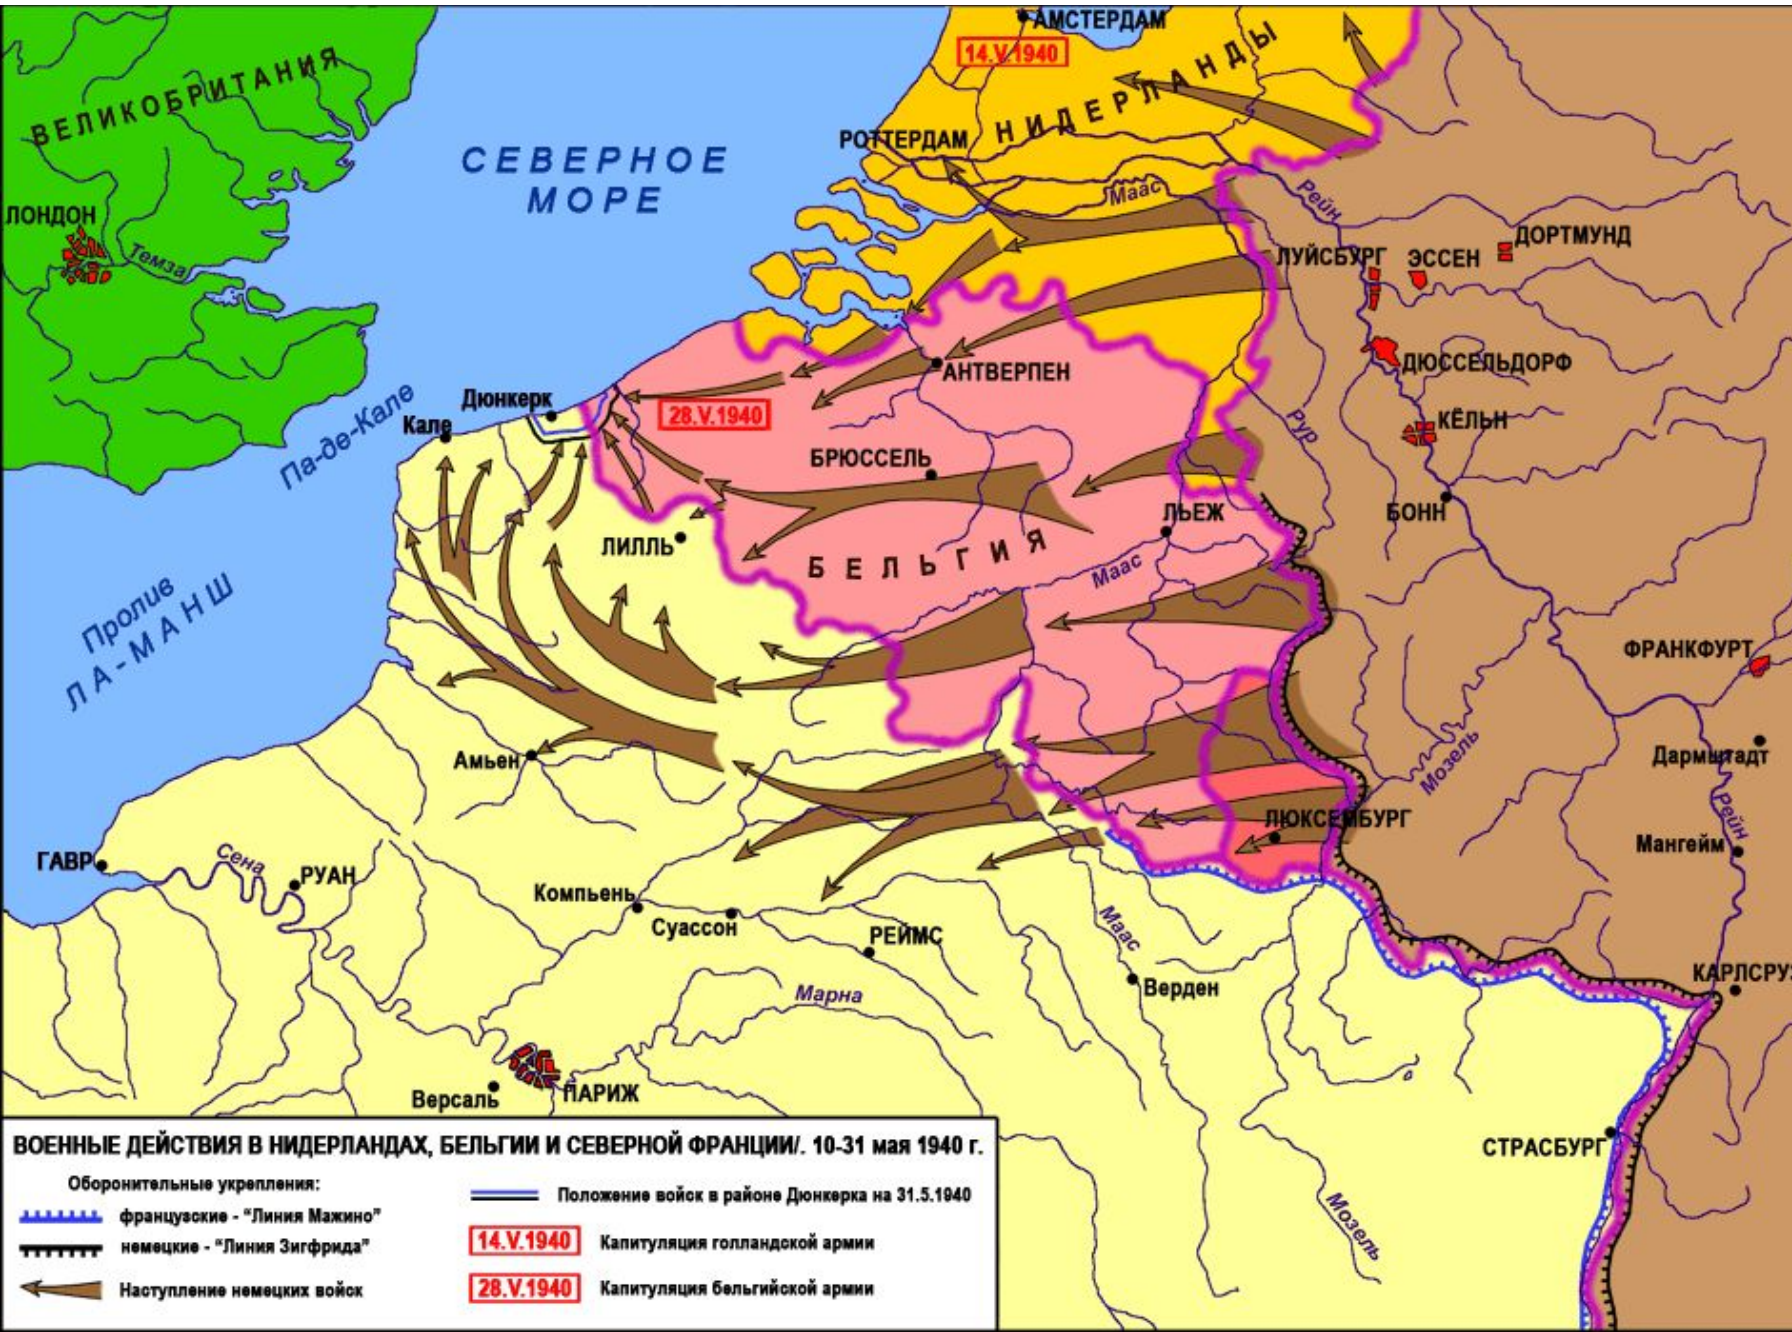 АМСТЕРДАМ
14.V.1940
ВЕЛИКОБРИТАНИЯ
НИДЕРЛАНДЫ
РОТТЕРДАМ
СЕВЕРНОЕ
МОРЕ
Маас
Рейн
ЛОНДОН
Темза
ЛУЙСБУРГ
ЭССЕН
ДОРТМУНД
ДЮССЕЛЬДОРФ
АНТВЕРПЕН
Дюнкерк
28.V.1940
Кале
Па-де-Кале
Рур
КЁЛЬН
БРЮССЕЛЬ
БОНН
ЛЬЕЖ
ЛИЛЛЬ
БЕЛЬГИЯ
Маас
Пролив
ЛА-МАНШ
ФРАНКФУРТ
Мозель
Дармштадт
Амьен
Рейн
ЛЮКСЕМБУРГ
Мангейм
ГАВР
Сена
РУАН
Компьень
Суассон
РЕЙМС
Маас
Верден
КАРЛСРУЭ
Марна
Версаль
ПАРИЖ
СТРАСБУРГ
Мозель
ВОЕННЫЕ ДЕЙСТВИЯ В НИДЕРЛАНДАХ, БЕЛЬГИИ И СЕВЕРНОЙ ФРАНЦИИ/. 10-31 мая 1940 г.
Оборонительные укрепления:
французские - “Линия Мажино”
немецкие - “Линия Зигфрида”
Наступление немецких войск
Положение войск в районе Дюнкерка на 31.5.1940
14.V.1940 Капитуляция голландской армии
28.V.1940 Капитуляция бельгийской армии